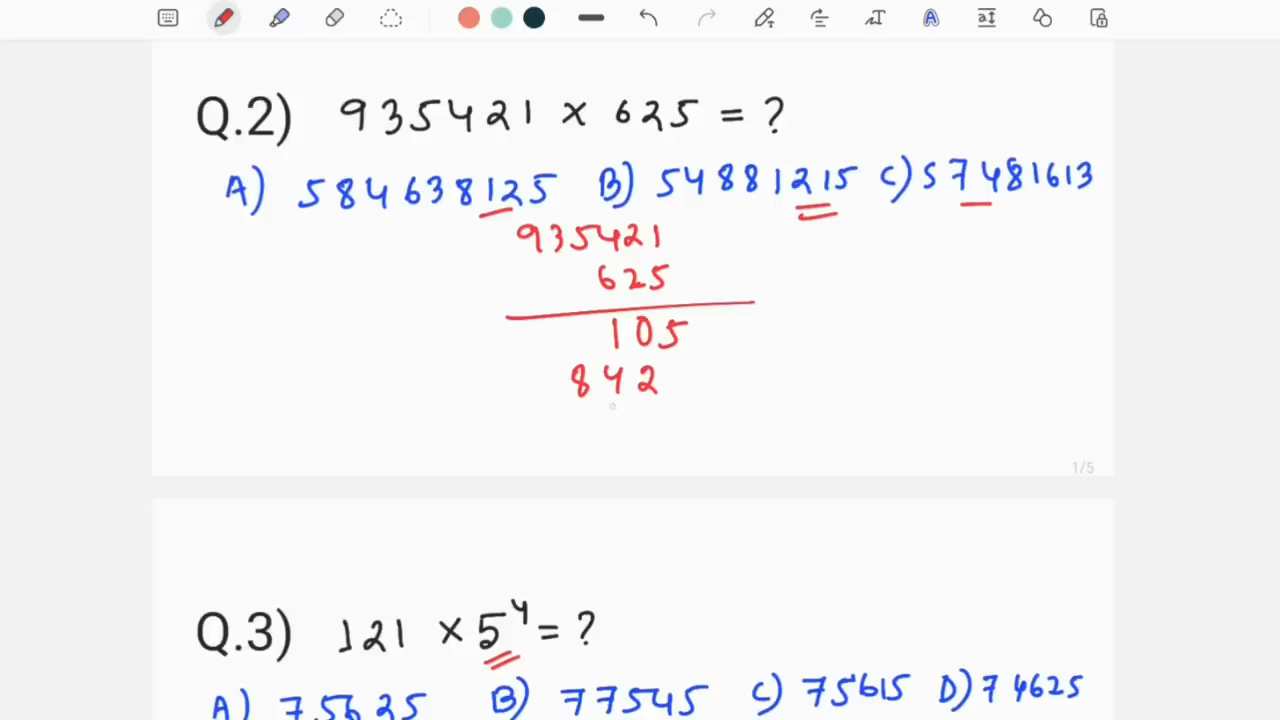 Q.2) 935421 × 625 = ?
A) 584638125 B) 54881215 C) 57481613
935421
625
105
842
1/5
Q.3) 121 × 5⁴ = ?
A) 75625 B) 77545 C) 75615 D) 74625